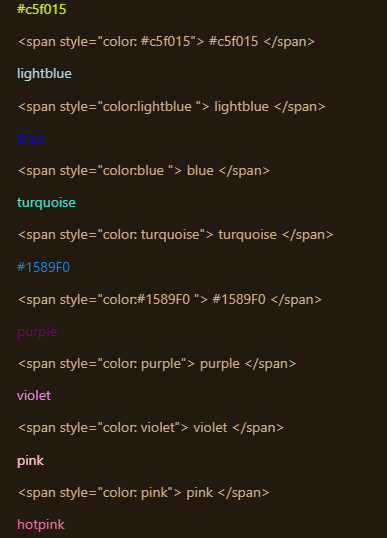 #c5f015
<span style="color: #c5f015"> #c5f015 </span>
lightblue
<span style="color:lightblue "> lightblue </span>
blue
<span style="color:blue "> blue </span>
turquoise
<span style="color: turquoise"> turquoise </span>
#1589F0
<span style="color:#1589F0 "> #1589F0 </span>
purple
<span style="color: purple"> purple </span>
violet
<span style="color: violet"> violet </span>
pink
<span style="color: pink"> pink </span>
hotpink